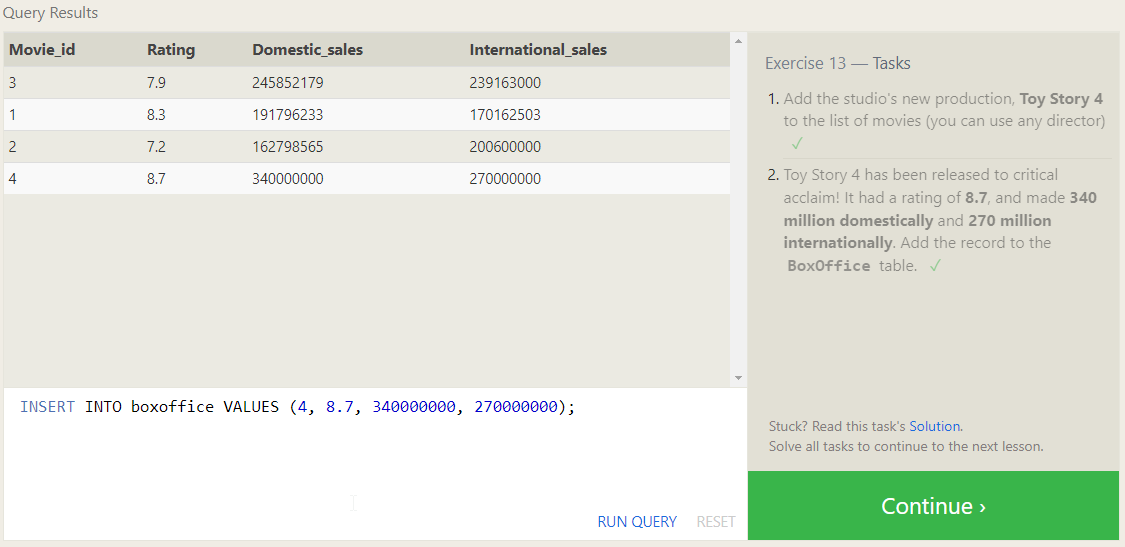 Query Results
Movie_id Rating Domestic_sales International_sales
3 7.9 245852179 239163000
1 8.3 191796233 170162503
2 7.2 162798565 200600000
4 8.7 340000000 270000000
INSERT INTO boxoffice VALUES (4, 8.7, 340000000, 270000000);
RUN QUERY RESET
Exercise 13 — Tasks
1. Add the studio's new production, Toy Story 4
to the list of movies (you can use any director)
✓
2. Toy Story 4 has been released to critical
acclaim! It had a rating of 8.7, and made 340
million domestically and 270 million
internationally. Add the record to the
BoxOffice table. ✓
Stuck? Read this task's Solution.
Solve all tasks to continue to the next lesson.
Continue ›